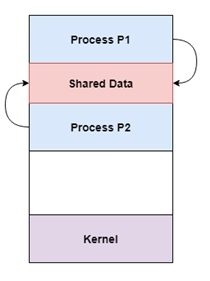 Process P1
Shared Data
Process P2
Kernel